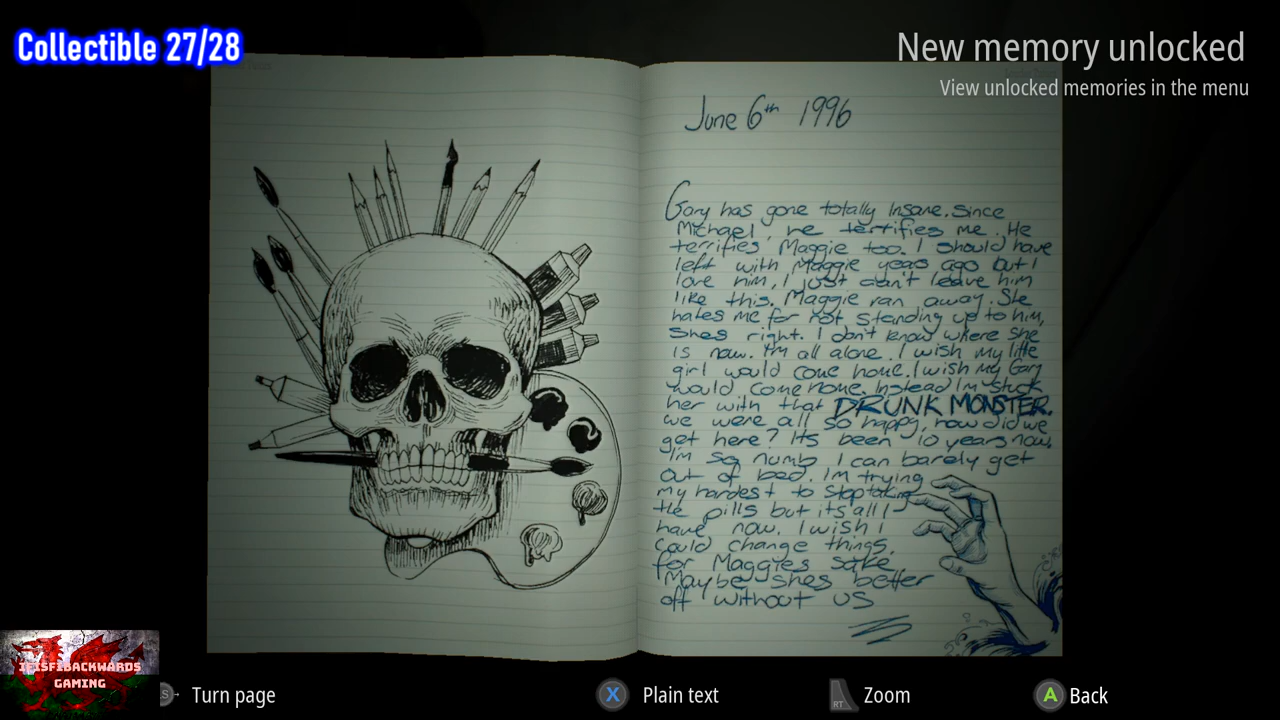 Collectible 27/28
New memory unlocked
View unlocked memories in the menu
June 6th 1996
Gary has gone totally Insane. Since
Michael, he terrifies me. He
terrifies Maggie too. I should have
left with Maggie years ago but I
love him, I just can't leave him
like this. Maggie ran away. She
hates me for not standing up to him,
shes right. I don't know where she
is now. I'm all alone. I wish my little
girl would come home. I wish my Gary
would come home. Instead I'm stuck
her with that DRUNK MONSTER.
we were all so happy, how did we
get here? Its been 10 years now.
I'm so numb I can barely get
out of bed. I'm trying
my hardest to stop taking
the pills but its all I
have now. I wish I
could change things.
for Maggies sake
Maybe shes better
off without us
IFISFIBACKWARDS
GAMING
LS
Turn page
X
Plain text
RT
Zoom
A
Back